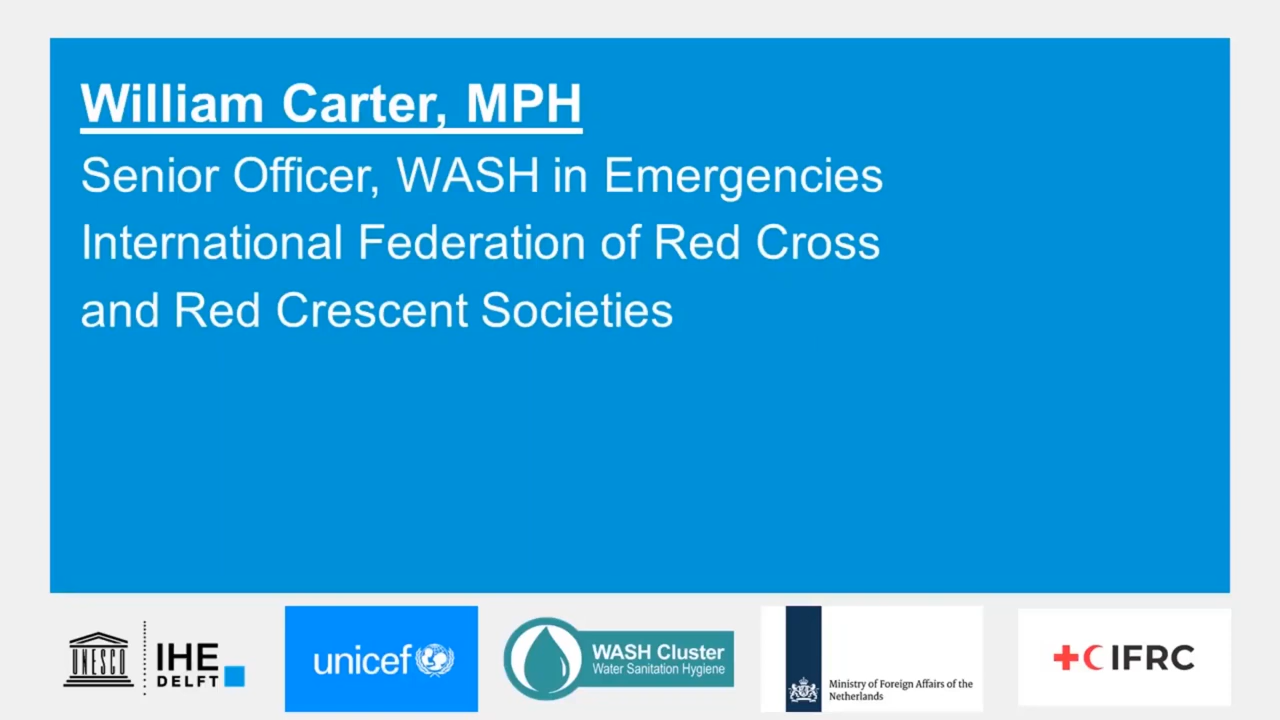 William Carter, MPH
Senior Officer, WASH in Emergencies
International Federation of Red Cross
and Red Crescent Societies
UNESCO
IHE
DELFT
unicef
WASH Cluster
Water Sanitation Hygiene
Ministry of Foreign Affairs of the
Netherlands
IFRC